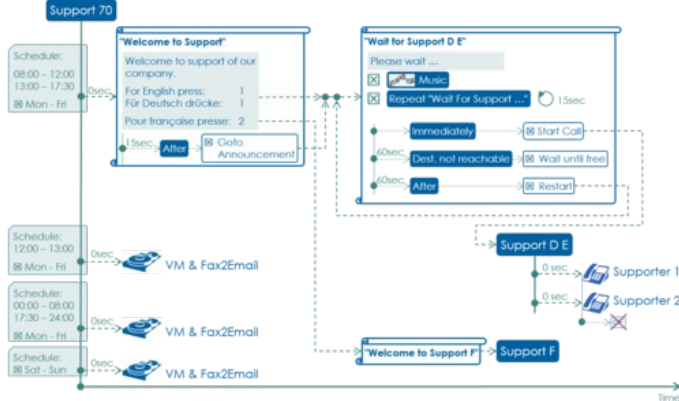 Support 70
Schedule:
08:00 – 12:00
13:00 – 17:30
Mon - Fri
0sec
"Welcome to Support"
Welcome to support of our
company.
For English press: 1
Für Deutsch drücke: 1
Pour française presse: 2
15sec
After
Goto
Announcement
"Wait for Support D E"
Please wait ...
Music
Repeat "Wait For Support ..."
15sec
Immediately
Start Call
60sec
Dest. not reachable
Wait until free
60sec
After
Restart
Schedule:
12:00 – 13:00
Mon - Fri
0sec
VM & Fax2Email
Schedule:
00:00 – 08:00
17:30 – 24:00
Mon - Fri
0sec
VM & Fax2Email
Schedule:
Sat - Sun
0sec
VM & Fax2Email
Support D E
0 sec
Supporter 1
0 sec
Supporter 2
"Welcome to Support F"
Support F
Time